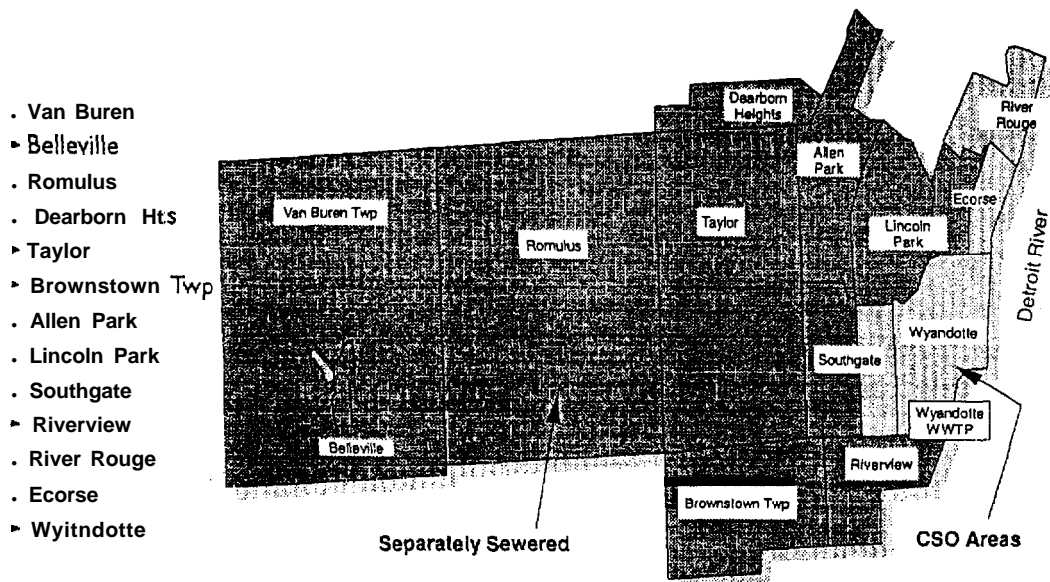 . Van Buren
► Belleville
. Romulus
. Dearborn Hts
► Taylor
► Brownstown Twp
. Allen Park
. Lincoln Park
. Southgate
► Riverview
. River Rouge
. Ecorse
► Wyitndotte
Dearborn
Heights
River
Rouge
Allen
Park
Ecorse
Van Buren Twp
Romulus
Taylor
Lincoln
Park
Detroit River
Southgate
Wyandotte
Wyandotte
WWTP
Belleville
Riverview
Brownstown Twp
Separately Sewered
CSO Areas